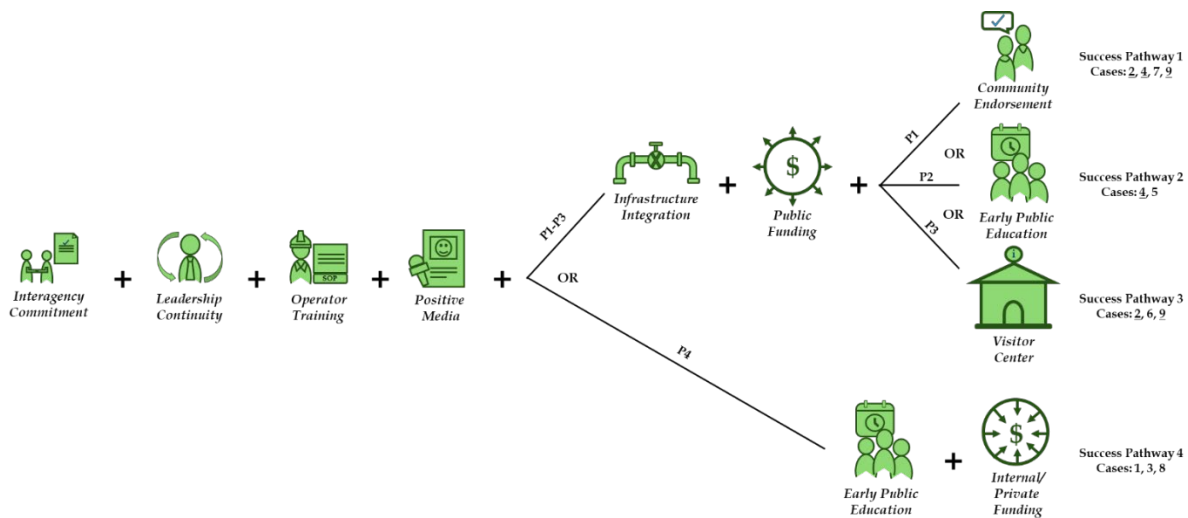 Interagency
Commitment
+
Leadership
Continuity
+
Operator
Training
SOP
+
Positive
Media
+
P1-P3
OR
P4
Infrastructure
Integration
+
$
Public
Funding
+
P1
OR
P2
OR
P3
Community
Endorsement
Success Pathway 1
Cases: 2, 4, 7, 9
Early Public
Education
Success Pathway 2
Cases: 4, 5
i
Visitor
Center
Success Pathway 3
Cases: 2, 6, 9
Early Public
Education
+
$
Internal/
Private
Funding
Success Pathway 4
Cases: 1, 3, 8